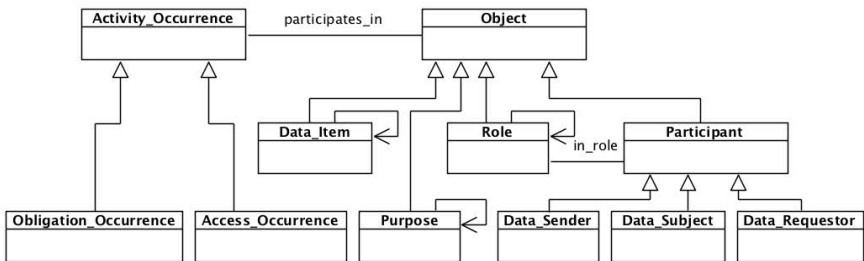 Activity_Occurrence
participates_in
Object
Data_Item
Role
in_role
Participant
Obligation_Occurrence
Access_Occurrence
Purpose
Data_Sender
Data_Subject
Data_Requestor